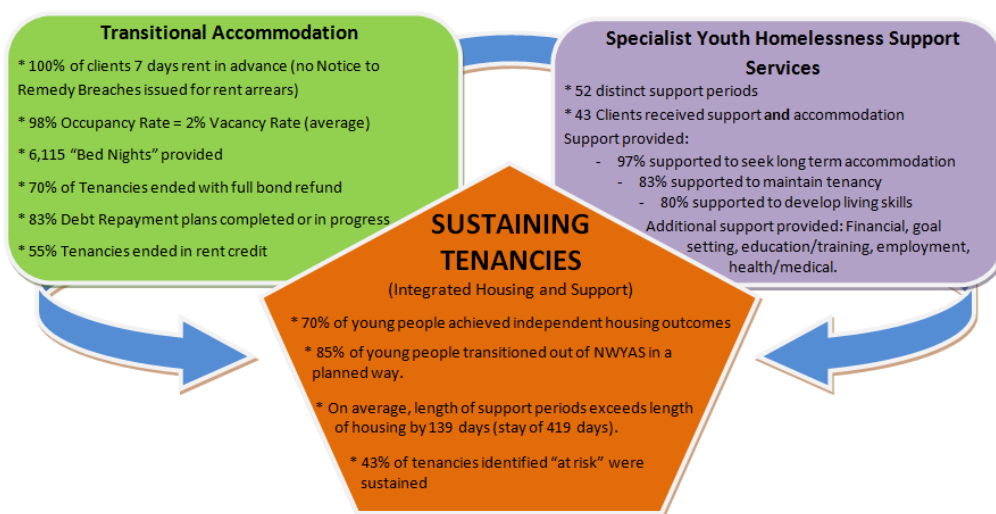 Transitional Accommodation
* 100% of clients 7 days rent in advance (no Notice to
Remedy Breaches issued for rent arrears)
* 98% Occupancy Rate = 2% Vacancy Rate (average)
* 6,115 “Bed Nights” provided
* 70% of Tenancies ended with full bond refund
* 83% Debt Repayment plans completed or in progress
* 55% Tenancies ended in rent credit
Specialist Youth Homelessness Support
Services
* 52 distinct support periods
* 43 Clients received support and accommodation
Support provided:
- 97% supported to seek long term accommodation
- 83% supported to maintain tenancy
- 80% supported to develop living skills
Additional support provided: Financial, goal
setting, education/training, employment,
health/medical.
SUSTAINING
TENANCIES
(Integrated Housing and Support)
* 70% of young people achieved independent housing outcomes
* 85% of young people transitioned out of NWYAS in a
planned way.
* On average, length of support periods exceeds length
of housing by 139 days (stay of 419 days).
* 43% of tenancies identified “at risk” were
sustained